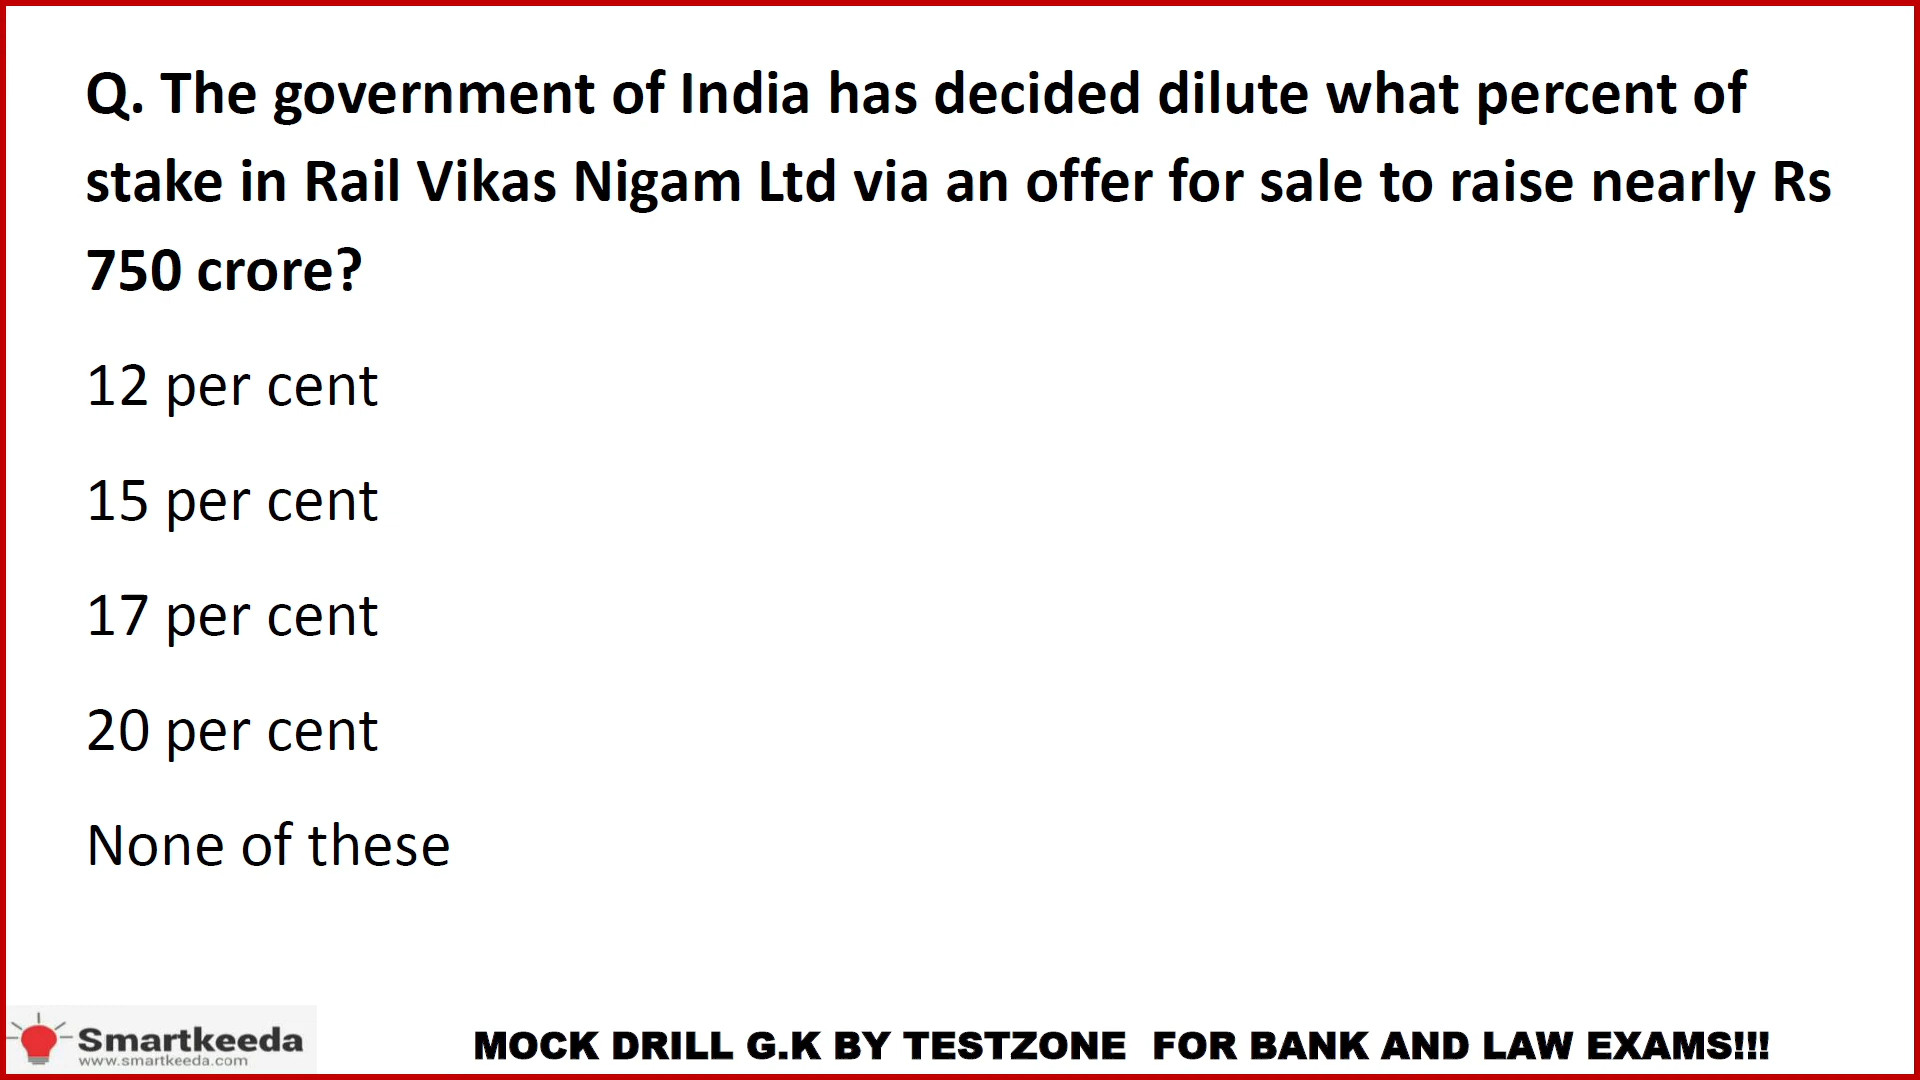 Q. The government of India has decided dilute what percent of
stake in Rail Vikas Nigam Ltd via an offer for sale to raise nearly Rs
750 crore?
12 per cent
15 per cent
17 per cent
20 per cent
None of these
Smartkeeda
www.smartkeeda.com
MOCK DRILL G.K BY TESTZONE  FOR BANK AND LAW EXAMS!!!